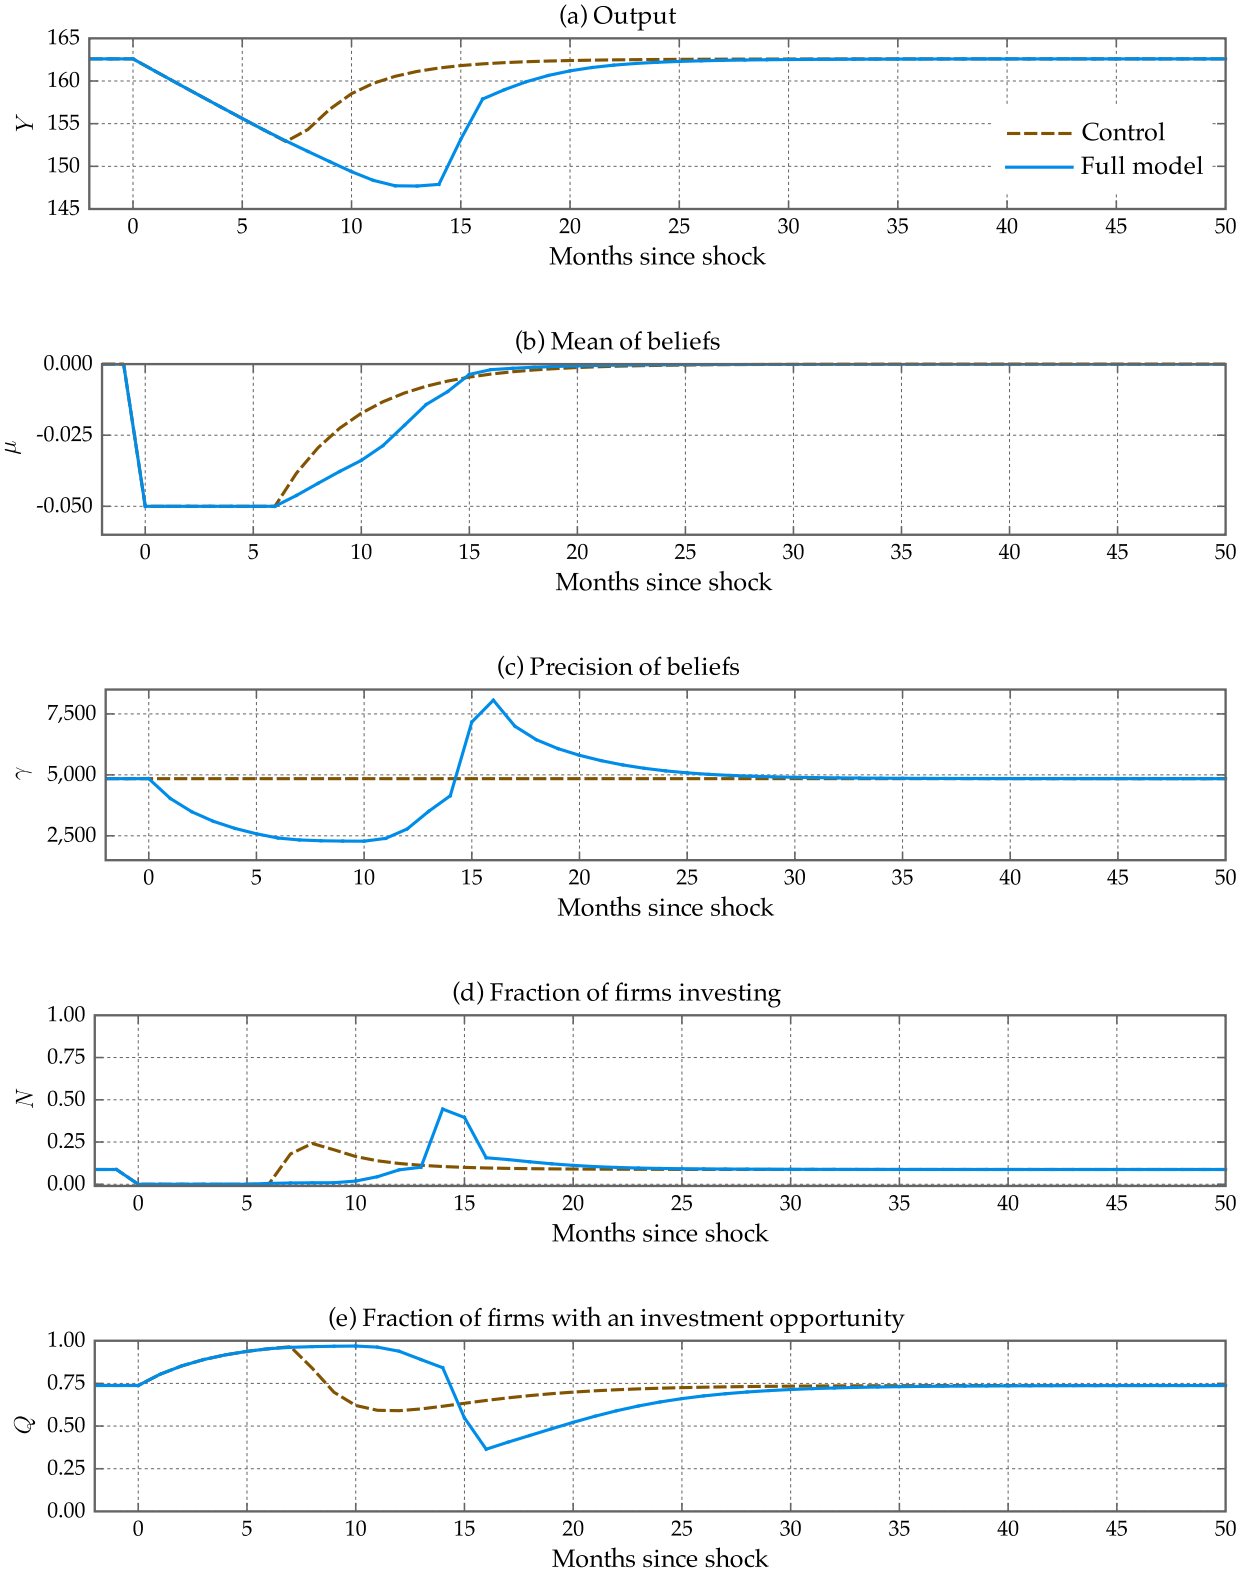 (a) Output
165
160
155
150
145
Y
Control
Full model
0 5 10 15 20 25 30 35 40 45 50
Months since shock
(b) Mean of beliefs
0.000
-0.025
-0.050
μ
0 5 10 15 20 25 30 35 40 45 50
Months since shock
(c) Precision of beliefs
7,500
5,000
2,500
γ
0 5 10 15 20 25 30 35 40 45 50
Months since shock
(d) Fraction of firms investing
1.00
0.75
0.50
0.25
0.00
N
0 5 10 15 20 25 30 35 40 45 50
Months since shock
(e) Fraction of firms with an investment opportunity
1.00
0.75
0.50
0.25
0.00
Q
0 5 10 15 20 25 30 35 40 45 50
Months since shock